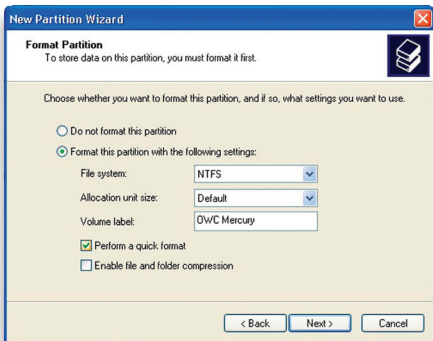 New Partition Wizard
Format Partition
To store data on this partition, you must format it first.
Choose whether you want to format this partition, and if so, what settings you want to use.
Do not format this partition
Format this partition with the following settings:
File system: NTFS
Allocation unit size: Default
Volume label: OWC Mercury
Perform a quick format
Enable file and folder compression
< Back Next > Cancel